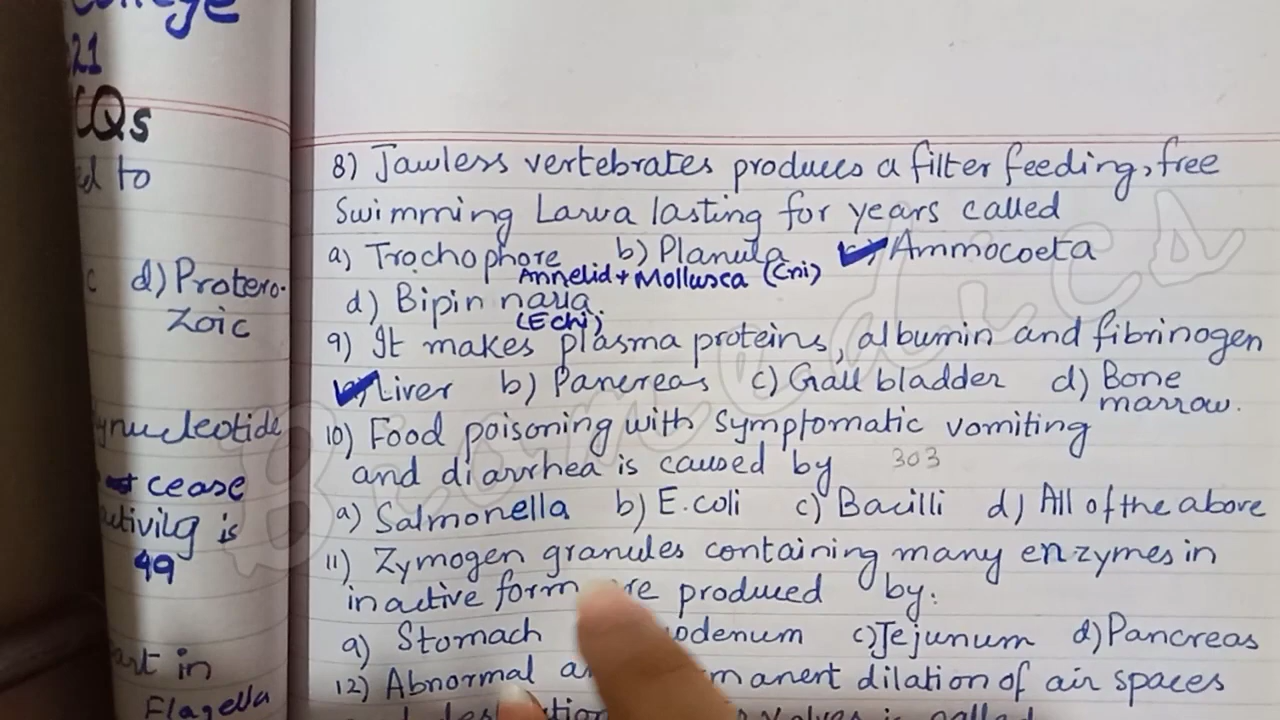 21
CQs
d to
c d) Protero-
zoic
ynucleotide
cease
activity is
49
art in
Flagella
8) Jawless vertebrates produces a filter feeding, free
Swimming Larva lasting for years called
a) Trochophore b) Planula Ammocoeta
Annelid + Mollusca (Cni)
d) Bipinnaria.
(Echi)
9) It makes plasma proteins, albumin and fibrinogen
Liver b) Pancreas c) Gall bladder d) Bone
marrow.
10) Food poisoning with symptomatic vomiting
and diarrhea is caused by 303
a) Salmonella b) E.coli c) Bacilli d) All of the above
11) Zymogen granules containing many enzymes in
inactive form re produced by:
a) Stomach odenum c) Jejunum d) Pancreas
12) Abnormal a manent dilation of air spaces
Biomedics